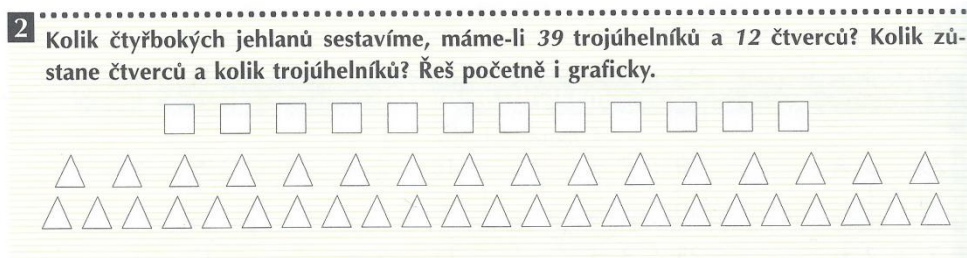 2
Kolik čtyřbokých jehlanů sestavíme, máme-li 39 trojúhelníků a 12 čtverců? Kolik zů-
stane čtverců a kolik trojúhelníků? Řeš početně i graficky.